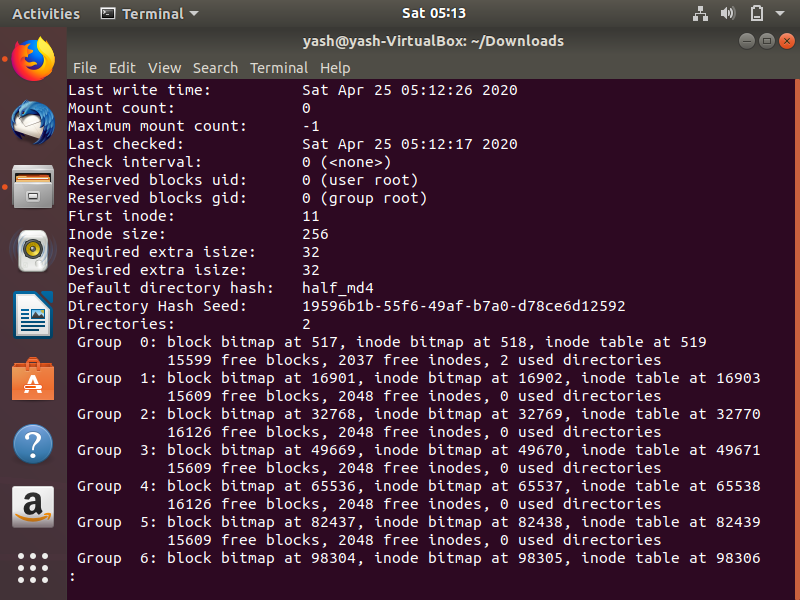 Activities Terminal Sat 05:13
yash@yash-VirtualBox: ~/Downloads
File Edit View Search Terminal Help
Last write time:          Sat Apr 25 05:12:26 2020
Mount count:              0
Maximum mount count:      -1
Last checked:             Sat Apr 25 05:12:17 2020
Check interval:           0 (<none>)
Reserved blocks uid:      0 (user root)
Reserved blocks gid:      0 (group root)
First inode:              11
Inode size:               256
Required extra isize:     32
Desired extra isize:      32
Default directory hash:   half_md4
Directory Hash Seed:      19596b1b-55f6-49af-b7a0-d78ce6d12592
Directories:              2
 Group  0: block bitmap at 517, inode bitmap at 518, inode table at 519
           15599 free blocks, 2037 free inodes, 2 used directories
 Group  1: block bitmap at 16901, inode bitmap at 16902, inode table at 16903
           15609 free blocks, 2048 free inodes, 0 used directories
 Group  2: block bitmap at 32768, inode bitmap at 32769, inode table at 32770
           16126 free blocks, 2048 free inodes, 0 used directories
 Group  3: block bitmap at 49669, inode bitmap at 49670, inode table at 49671
           15609 free blocks, 2048 free inodes, 0 used directories
 Group  4: block bitmap at 65536, inode bitmap at 65537, inode table at 65538
           16126 free blocks, 2048 free inodes, 0 used directories
 Group  5: block bitmap at 82437, inode bitmap at 82438, inode table at 82439
           15609 free blocks, 2048 free inodes, 0 used directories
 Group  6: block bitmap at 98304, inode bitmap at 98305, inode table at 98306
:
A
?
a